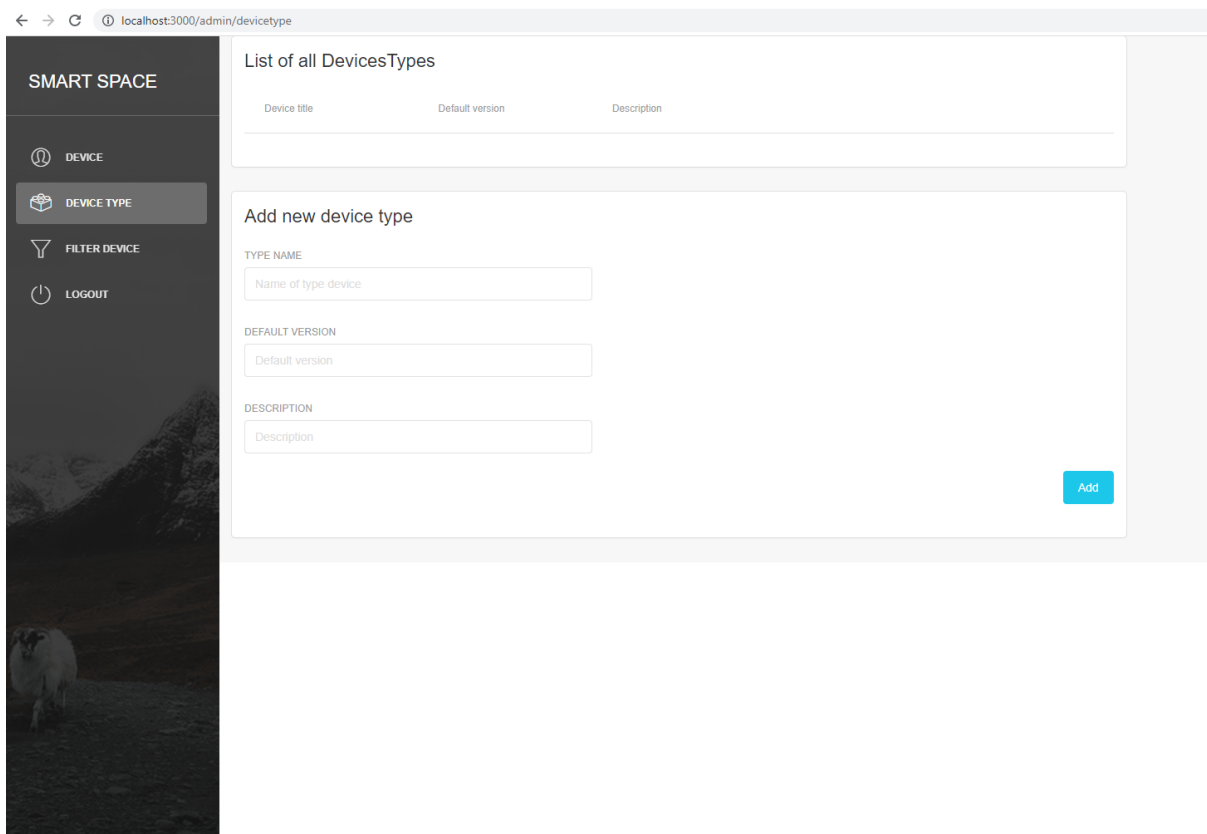 localhost:3000/admin/devicetype
SMART SPACE
DEVICE
DEVICE TYPE
FILTER DEVICE
LOGOUT
List of all DevicesTypes
Device title Default version Description
Add new device type
TYPE NAME
Name of type device
DEFAULT VERSION
Default version
DESCRIPTION
Description
Add